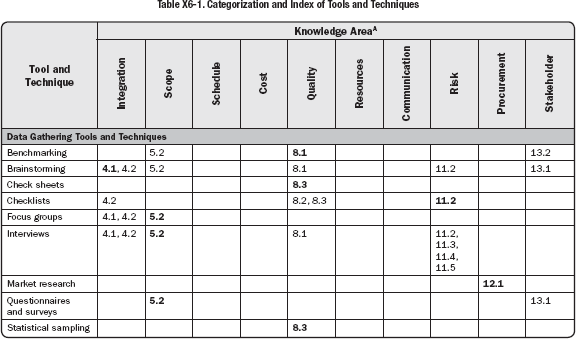 Table X6-1. Categorization and Index of Tools and Techniques
Tool and Technique
Knowledge AreaA
Integration
Scope
Schedule
Cost
Quality
Resources
Communication
Risk
Procurement
Stakeholder
Data Gathering Tools and Techniques
Benchmarking 5.2 8.1 13.2
Brainstorming 4.1, 4.2 5.2 8.1 11.2 13.1
Check sheets 8.3
Checklists 4.2 8.2, 8.3 11.2
Focus groups 4.1, 4.2 5.2
Interviews 4.1, 4.2 5.2 8.1 11.2,
11.3,
11.4,
11.5
Market research 12.1
Questionnaires 5.2 13.1
and surveys
Statistical sampling 8.3